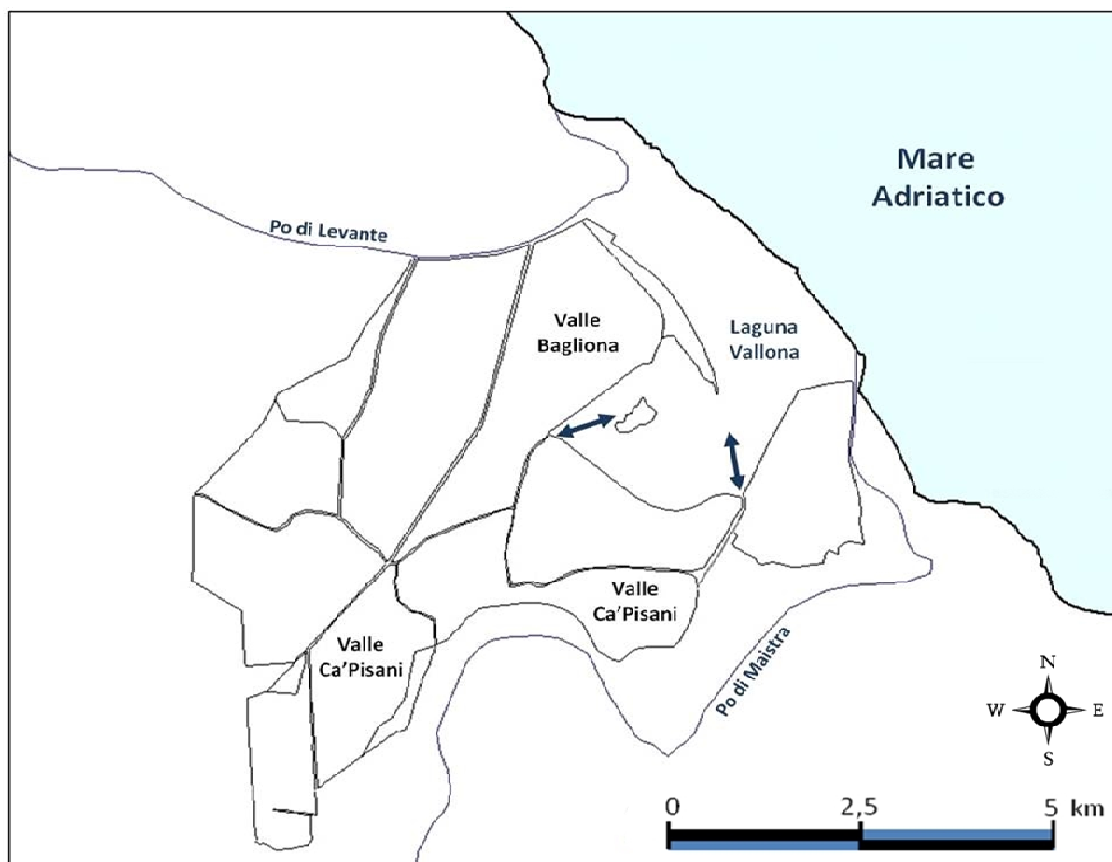 Mare
Adriatico
Po di Levante
Valle
Bagliona
Laguna
Vallona
Valle
Ca'Pisani
Valle
Ca'Pisani
Po di Maistra
N
W E
S
0 2,5 5 km